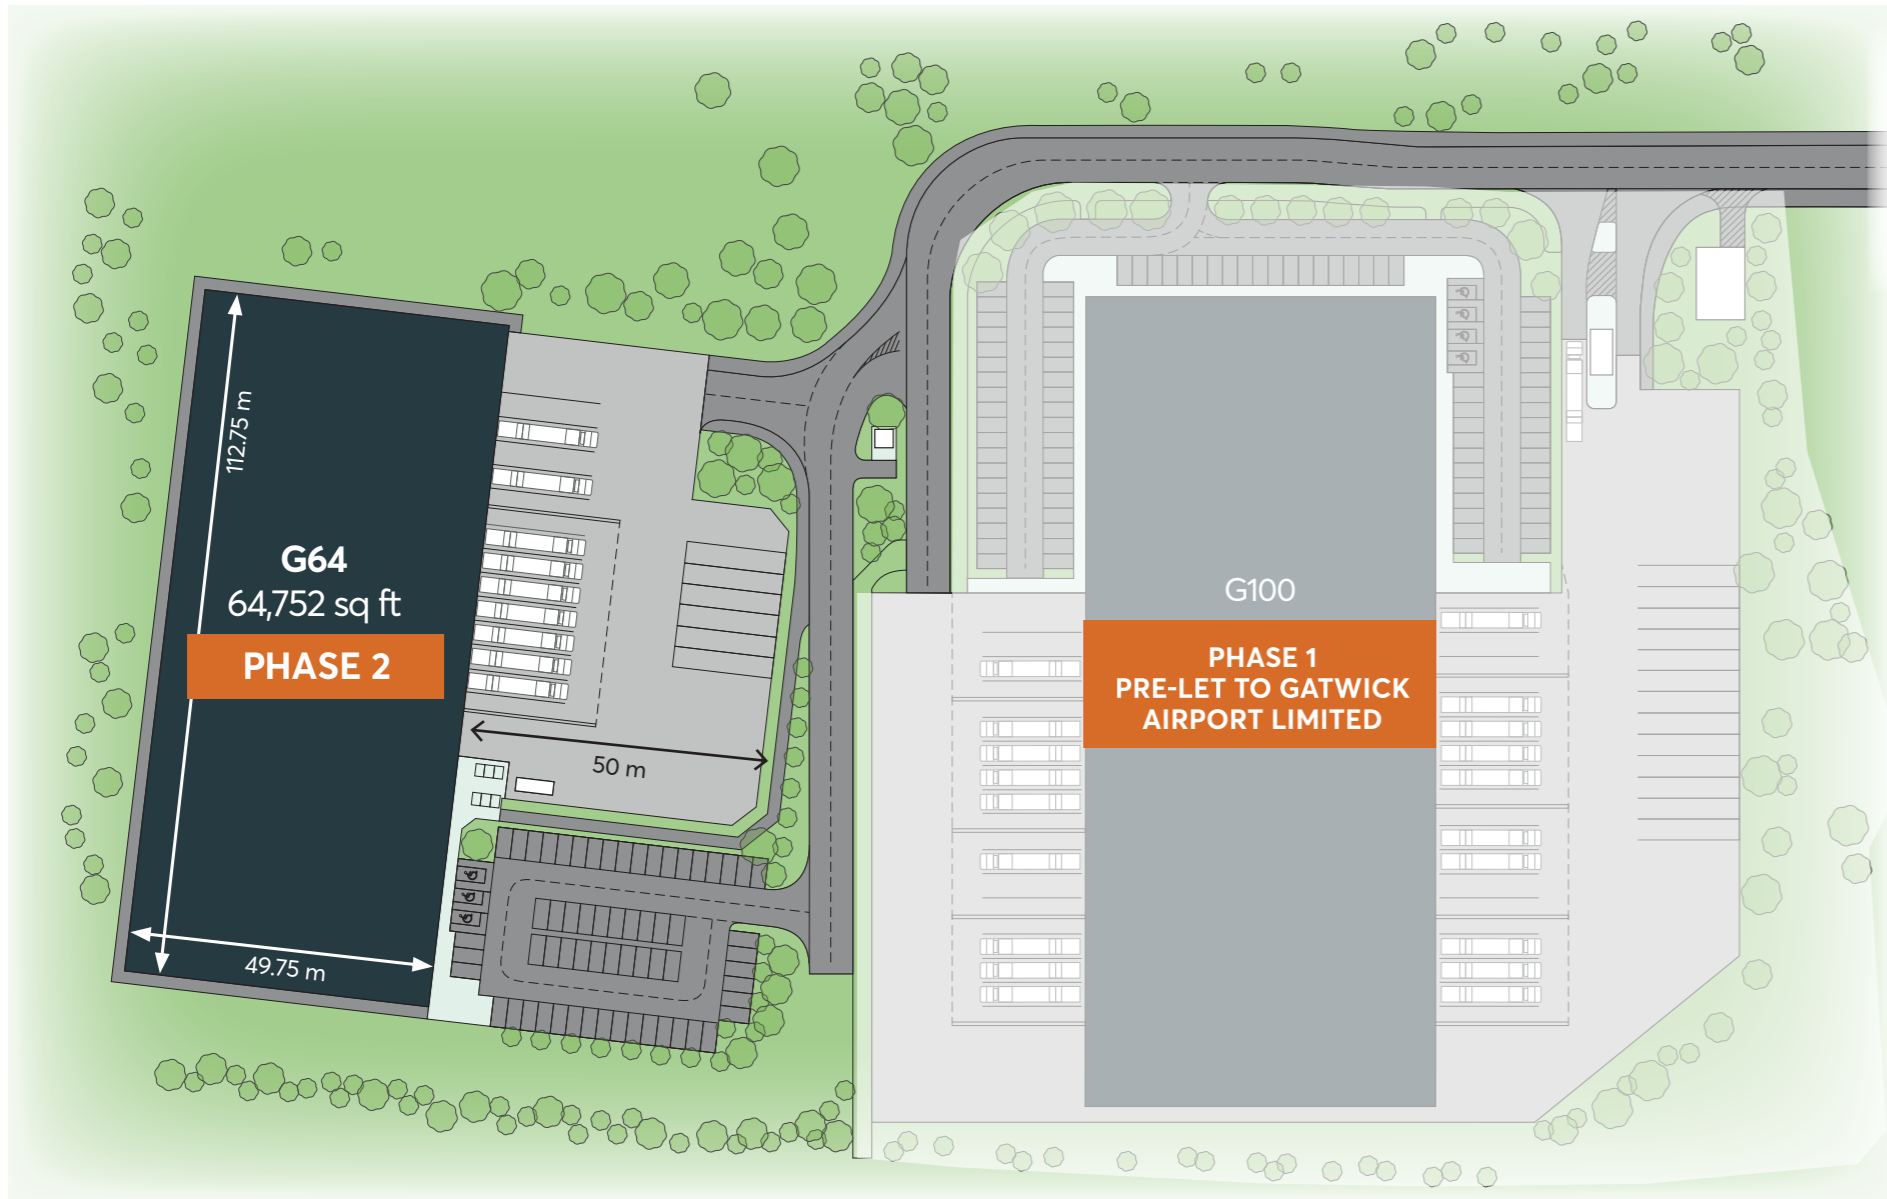 112.75 m
G64
64,752 sq ft
PHASE 2
50 m
49.75 m
G100
PHASE 1
PRE-LET TO GATWICK
AIRPORT LIMITED